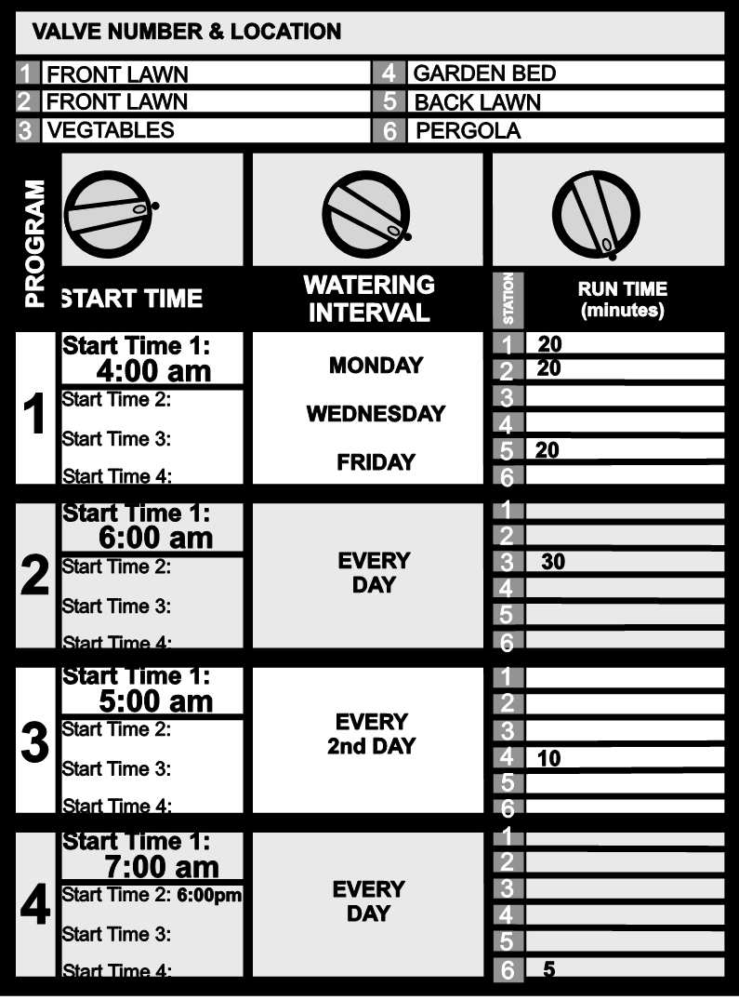 VALVE NUMBER & LOCATION
1 FRONT LAWN 4 GARDEN BED
2 FRONT LAWN 5 BACK LAWN
3 VEGTABLES 6 PERGOLA
PROGRAM
START TIME
WATERING
INTERVAL
STATION
RUN TIME
(minutes)
1
Start Time 1:
4:00 am
Start Time 2:
Start Time 3:
Start Time 4:
MONDAY
WEDNESDAY
FRIDAY
1 20
2 20
3
4
5 20
6
2
Start Time 1:
6:00 am
Start Time 2:
Start Time 3:
Start Time 4:
EVERY
DAY
1
2
3 30
4
5
6
3
Start Time 1:
5:00 am
Start Time 2:
Start Time 3:
Start Time 4:
EVERY
2nd DAY
1
2
3
4 10
5
6
4
Start Time 1:
7:00 am
Start Time 2: 6:00pm
Start Time 3:
Start Time 4:
EVERY
DAY
1
2
3
4
5
6 5